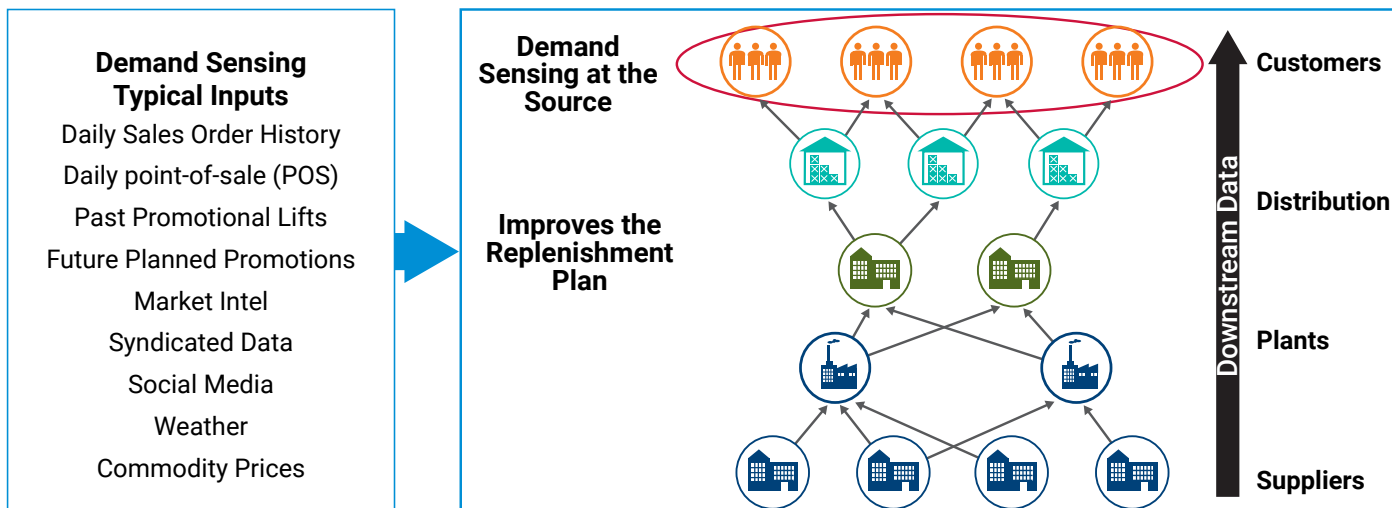 Demand Sensing
Typical Inputs
Daily Sales Order History
Daily point-of-sale (POS)
Past Promotional Lifts
Future Planned Promotions
Market Intel
Syndicated Data
Social Media
Weather
Commodity Prices
Demand
Sensing at the
Source
Improves the
Replenishment
Plan
Downstream Data
Customers
Distribution
Plants
Suppliers